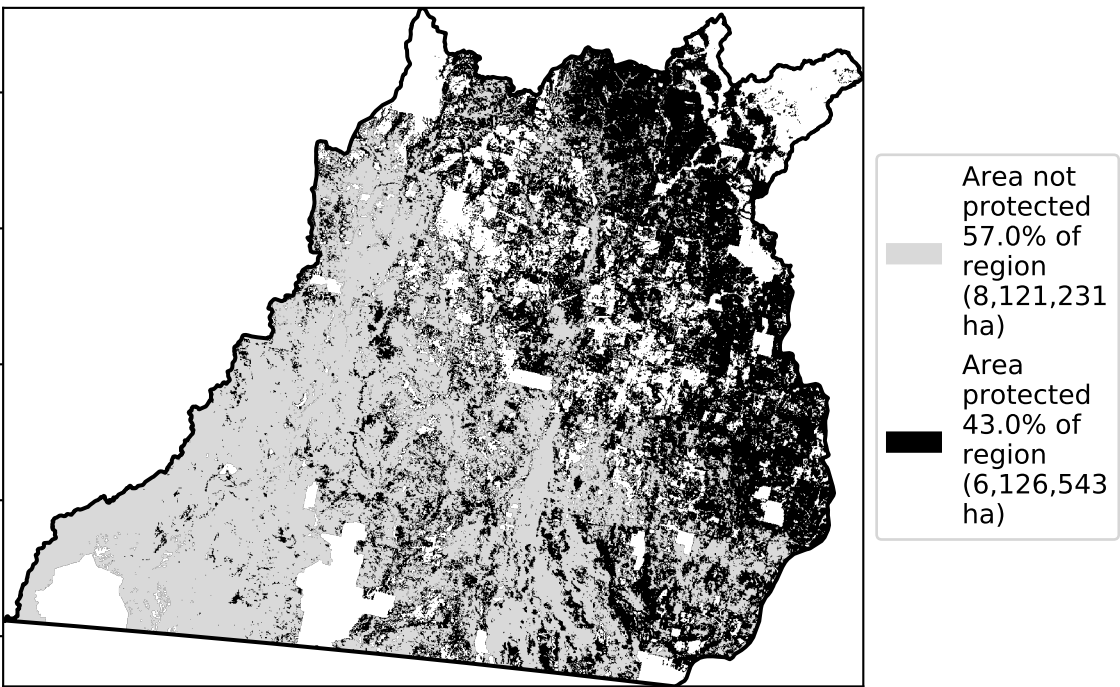 Area not
protected
57.0% of
region
(8,121,231
ha)
Area
protected
43.0% of
region
(6,126,543
ha)